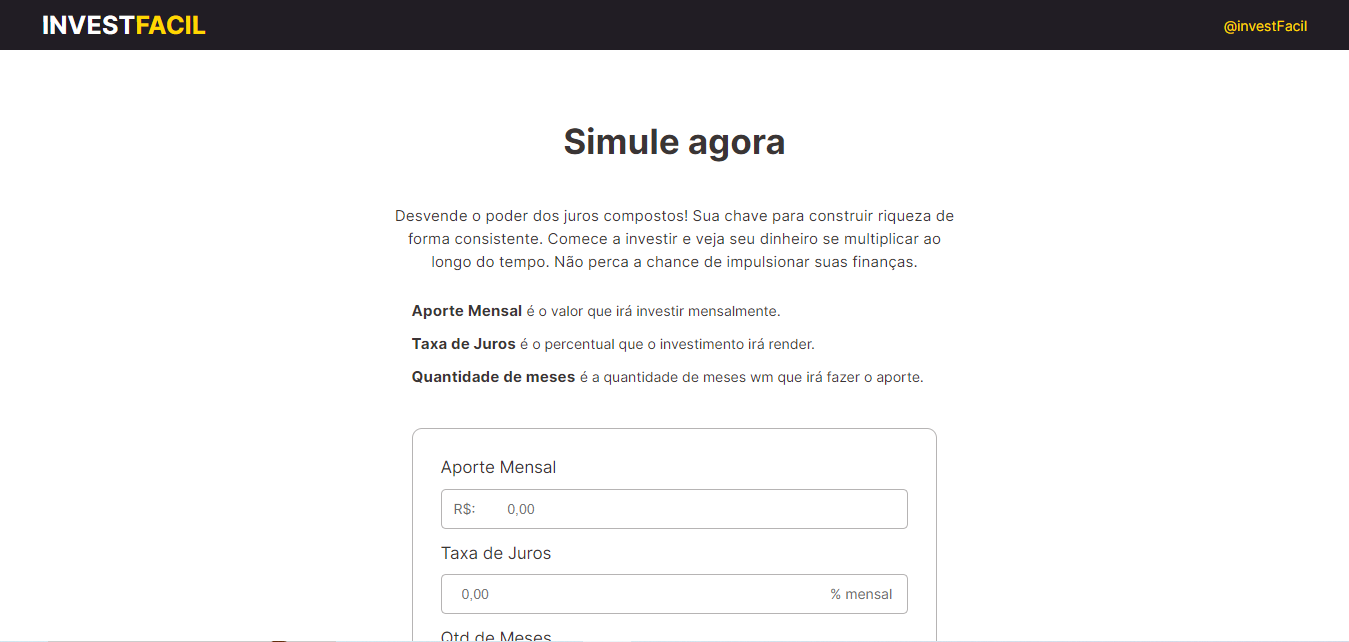 INVESTFACIL
@investFacil
Simule agora
Desvende o poder dos juros compostos! Sua chave para construir riqueza de
forma consistente. Comece a investir e veja seu dinheiro se multiplicar ao
longo do tempo. Não perca a chance de impulsionar suas finanças.
Aporte Mensal é o valor que irá investir mensalmente.
Taxa de Juros é o percentual que o investimento irá render.
Quantidade de meses é a quantidade de meses wm que irá fazer o aporte.
Aporte Mensal
R$: 0,00
Taxa de Juros
0,00 % mensal
Qtd de Meses